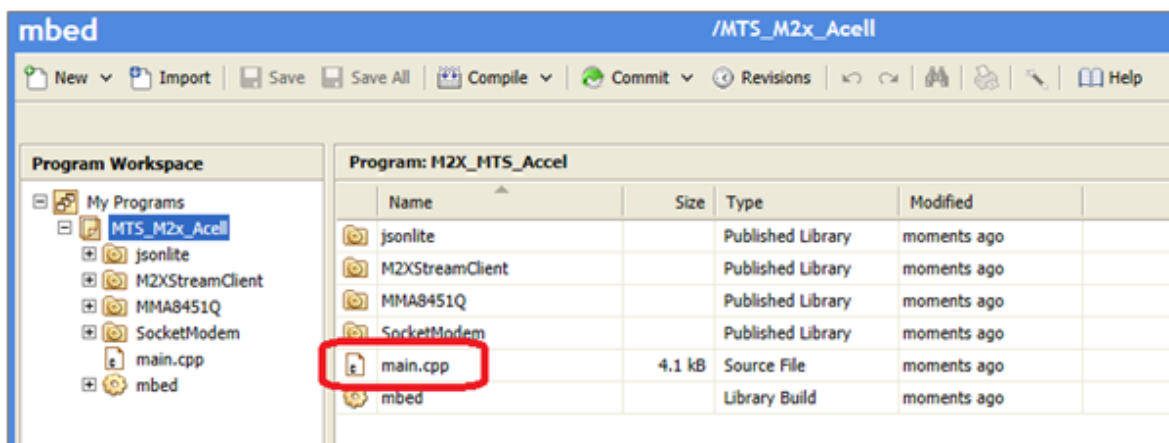 mbed /MTS_M2x_Acell
New Import Save Save All Compile Commit Revisions Help
Program Workspace
My Programs
MTS_M2x_Acell
jsonlite
M2XStreamClient
MMA8451Q
SocketModem
main.cpp
mbed
Program: M2X_MTS_Accel
Name Size Type Modified
jsonlite Published Library moments ago
M2XStreamClient Published Library moments ago
MMA8451Q Published Library moments ago
SocketModem Published Library moments ago
main.cpp 4.1 kB Source File moments ago
mbed Library Build moments ago